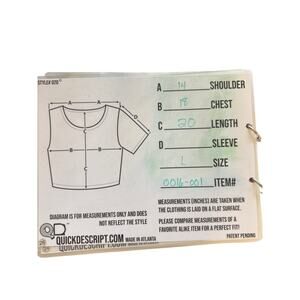 STYLE# 020
A 14 SHOULDER
B 18 CHEST
C 20 LENGTH
D SLEEVE
L SIZE
0016-001 ITEM#
A A
D
C
B B
C
DIAGRAM IS FOR MEASUREMENTS ONLY AND DOES
NOT REFLECT THE STYLE
QD
QUICKDESCRIPT.COM MADE IN ATLANTA
MEASUREMENTS (INCHES) ARE TAKEN WHEN
THE CLOTHING IS LAID ON A FLAT SURFACE.
PLEASE COMPARE MEASUREMENTS OF A
FAVORITE ALIKE ITEM FOR A PERFECT FIT!
PATENT PENDING